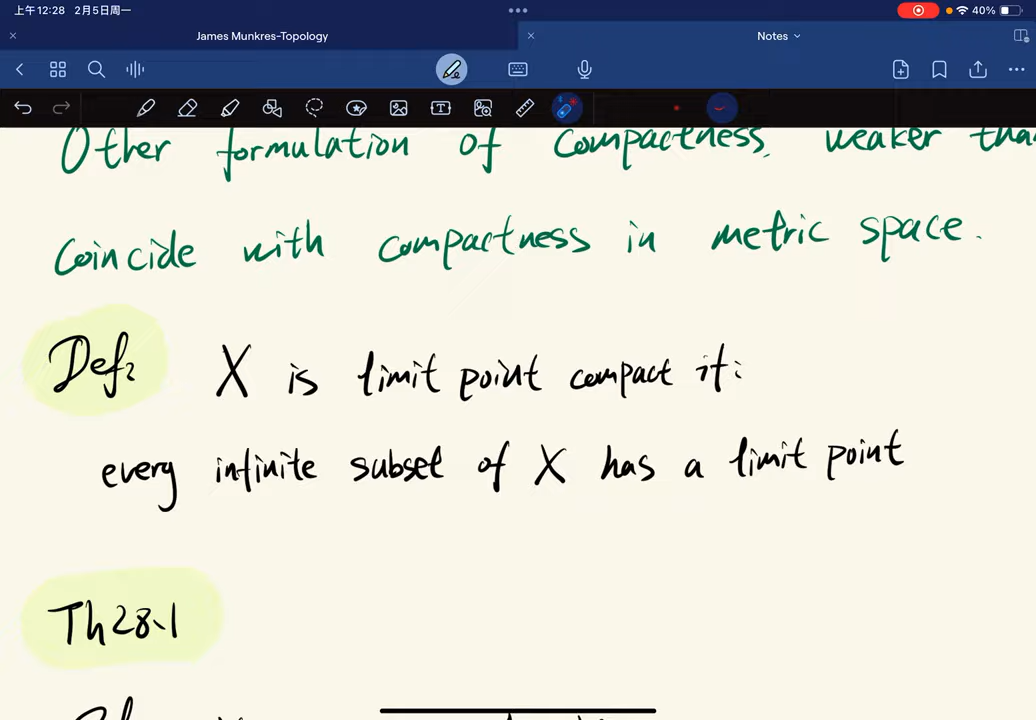 上午12:28 2月5日周一
40%
James Munkres-Topology
Notes
Other formulation of compactness, weaker than
Coincide with compactness in metric space.
Def: X is limit point compact if:
every infinite subset of X has a limit point
Th28.1